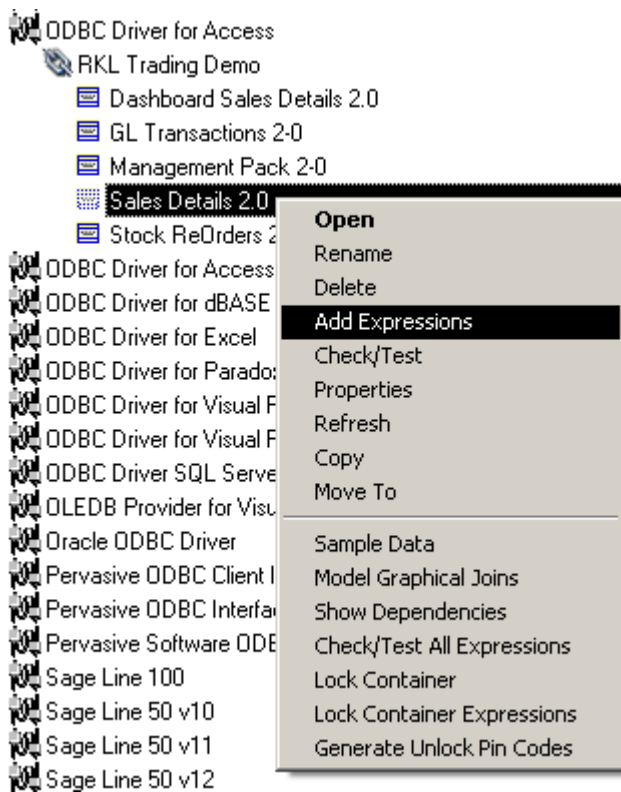 ODBC Driver for Access
RKL Trading Demo
Dashboard Sales Details 2.0
GL Transactions 2-0
Management Pack 2-0
Sales Details 2.0
Stock ReOrders 2
ODBC Driver for Access
ODBC Driver for dBASE
ODBC Driver for Excel
ODBC Driver for Parado
ODBC Driver for Visual F
ODBC Driver for Visual F
ODBC Driver SQL Serve
OLEDB Provider for Visu
Oracle ODBC Driver
Pervasive ODBC Client I
Pervasive ODBC Interfa
Pervasive Software ODB
Sage Line 100
Sage Line 50 v10
Sage Line 50 v11
Sage Line 50 v12
Open
Rename
Delete
Add Expressions
Check/Test
Properties
Refresh
Copy
Move To
Sample Data
Model Graphical Joins
Show Dependencies
Check/Test All Expressions
Lock Container
Lock Container Expressions
Generate Unlock Pin Codes